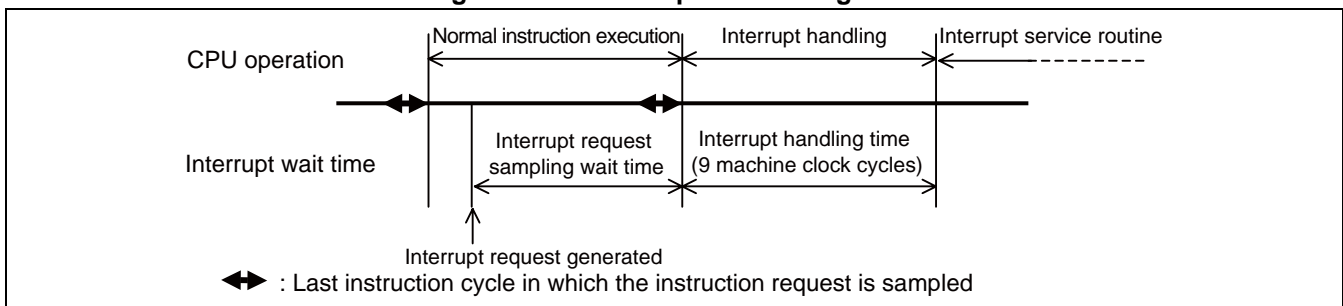 Normal instruction execution
Interrupt handling
Interrupt service routine
CPU operation
Interrupt request
sampling wait time
Interrupt handling time
(9 machine clock cycles)
Interrupt wait time
Interrupt request generated
: Last instruction cycle in which the instruction request is sampled